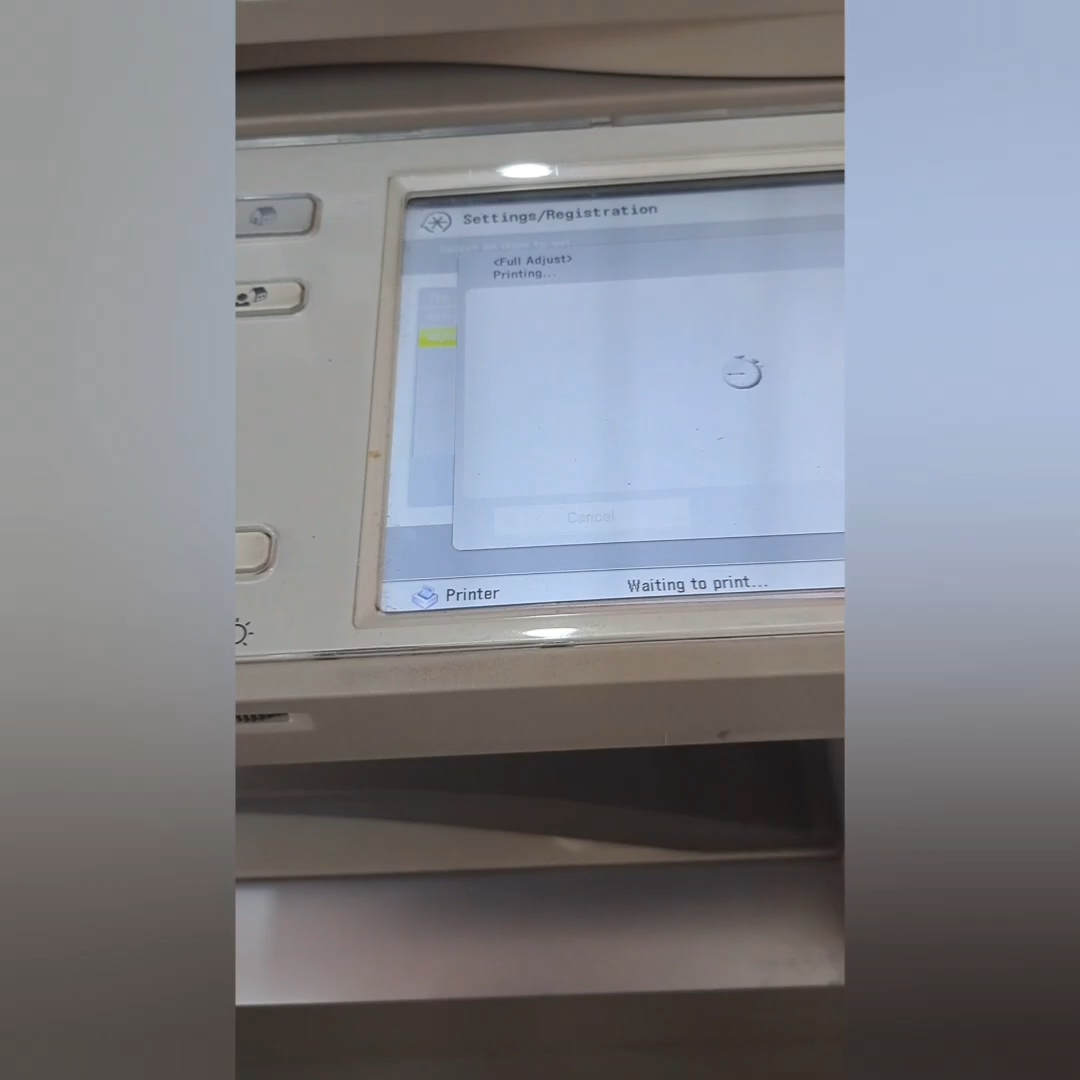 Settings/Registration
<Full Adjust>
Printing...
Cancel
Printer
Waiting to print...